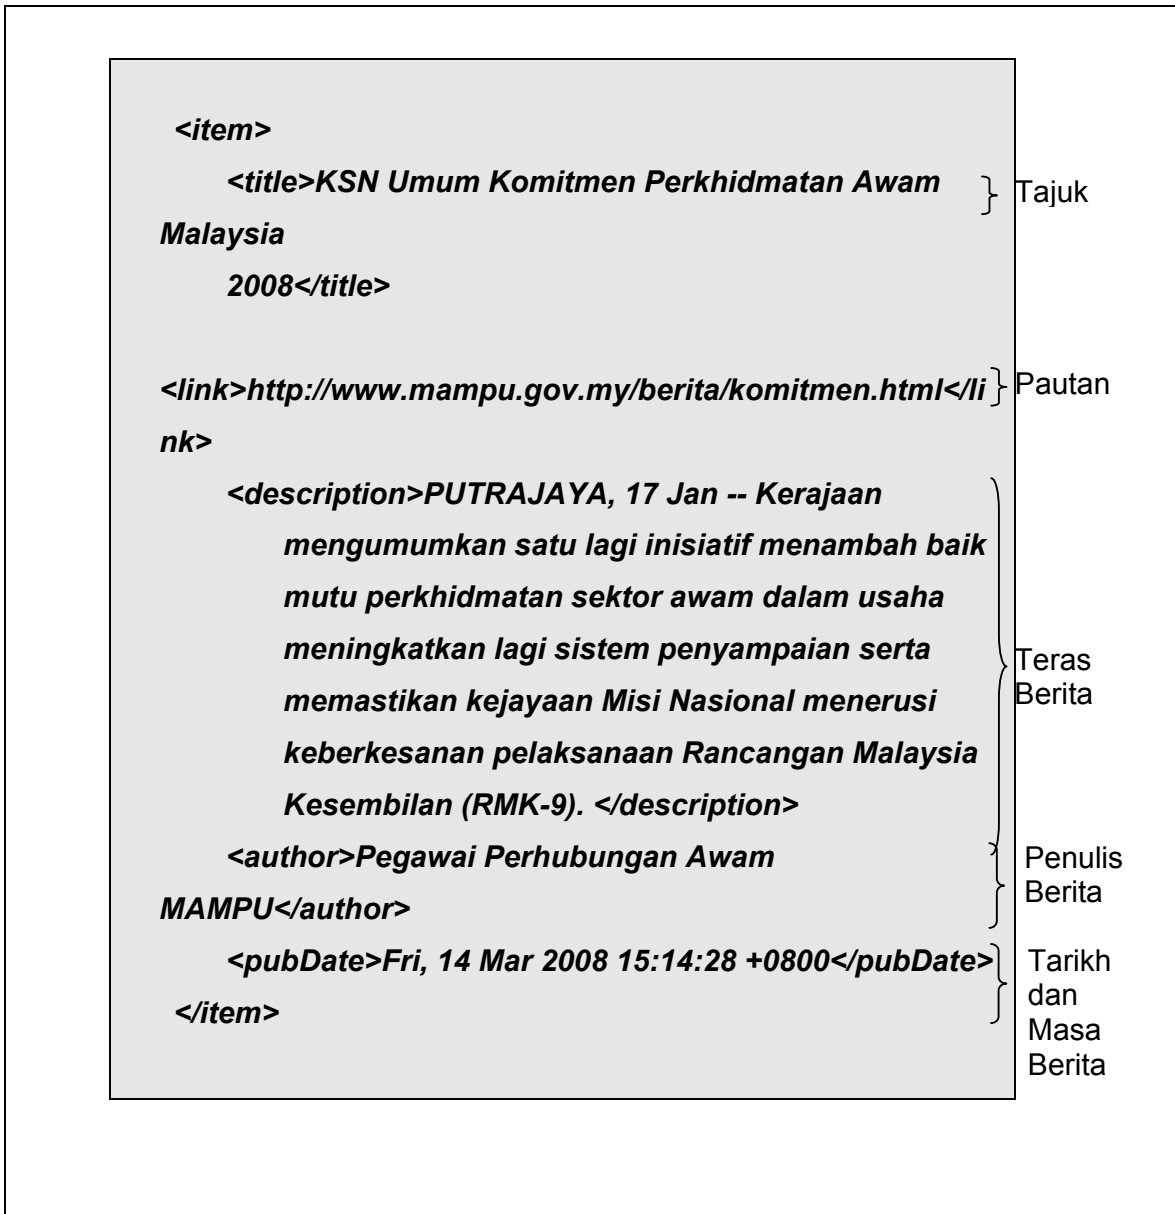 <item>
<title>KSN Umum Komitmen Perkhidmatan Awam
Malaysia
2008</title>
Tajuk
<link>http://www.mampu.gov.my/berita/komitmen.html</li
nk>
Pautan
<description>PUTRAJAYA, 17 Jan -- Kerajaan
mengumumkan satu lagi inisiatif menambah baik
mutu perkhidmatan sektor awam dalam usaha
meningkatkan lagi sistem penyampaian serta
memastikan kejayaan Misi Nasional menerusi
keberkesanan pelaksanaan Rancangan Malaysia
Kesembilan (RMK-9). </description>
Teras
Berita
<author>Pegawai Perhubungan Awam
MAMPU</author>
Penulis
Berita
<pubDate>Fri, 14 Mar 2008 15:14:28 +0800</pubDate>
</item>
Tarikh
dan
Masa
Berita